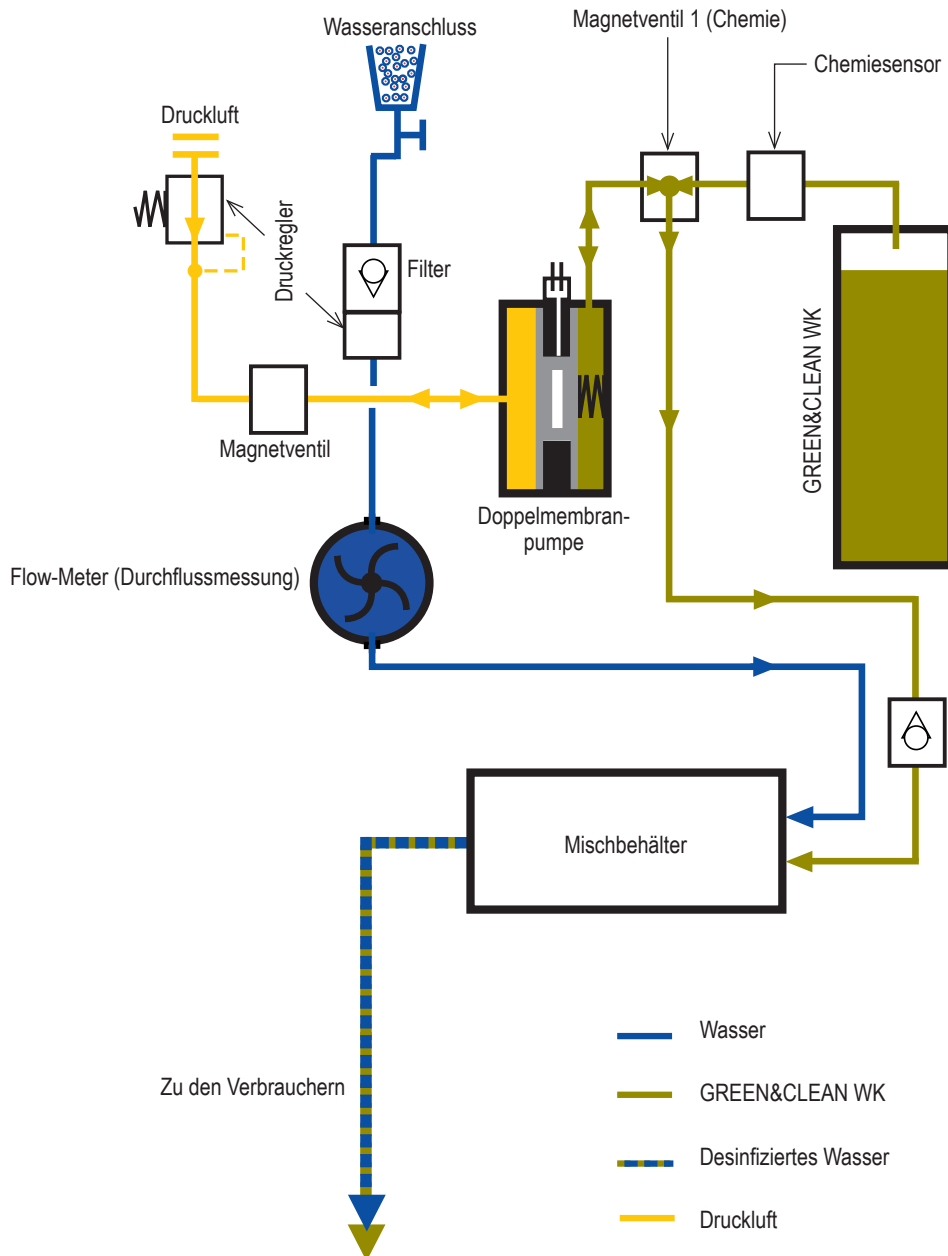 Magnetventil 1 (Chemie)
Wasseranschluss
Chemiesensor
Druckluft
Druckregler
Filter
GREEN&CLEAN WK
Magnetventil
Doppelmembran-
pumpe
Flow-Meter (Durchflussmessung)
Mischbehälter
Zu den Verbrauchern
Wasser
GREEN&CLEAN WK
Desinfiziertes Wasser
Druckluft